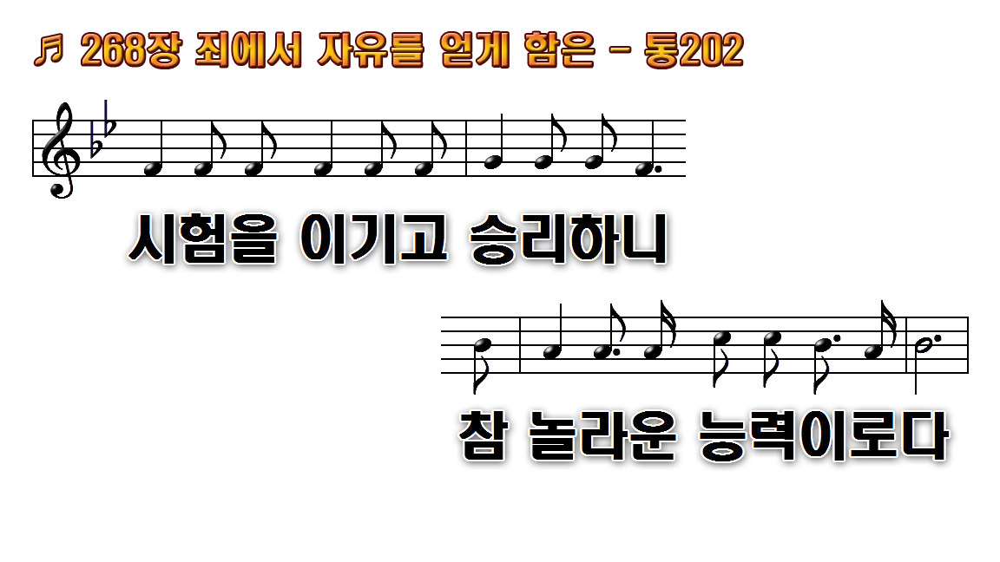 ♬ 268장 죄에서 자유를 얻게 함은 - 통202
시험을 이기고 승리하니
참 놀라운 능력이로다